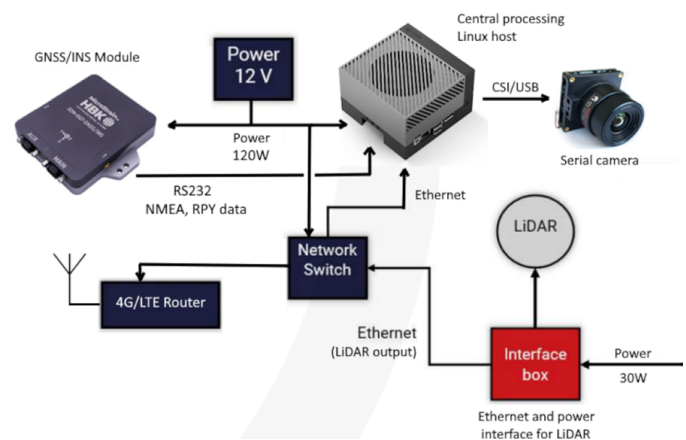 GNSS/INS Module
Power
12 V
Central processing
Linux host
CSI/USB
Serial camera
HBK
AUX
MAIN
Power
120W
RS232
NMEA, RPY data
Ethernet
Network
Switch
LiDAR
4G/LTE Router
Ethernet
(LiDAR output)
Interface
box
Power
30W
Ethernet and power
interface for LiDAR